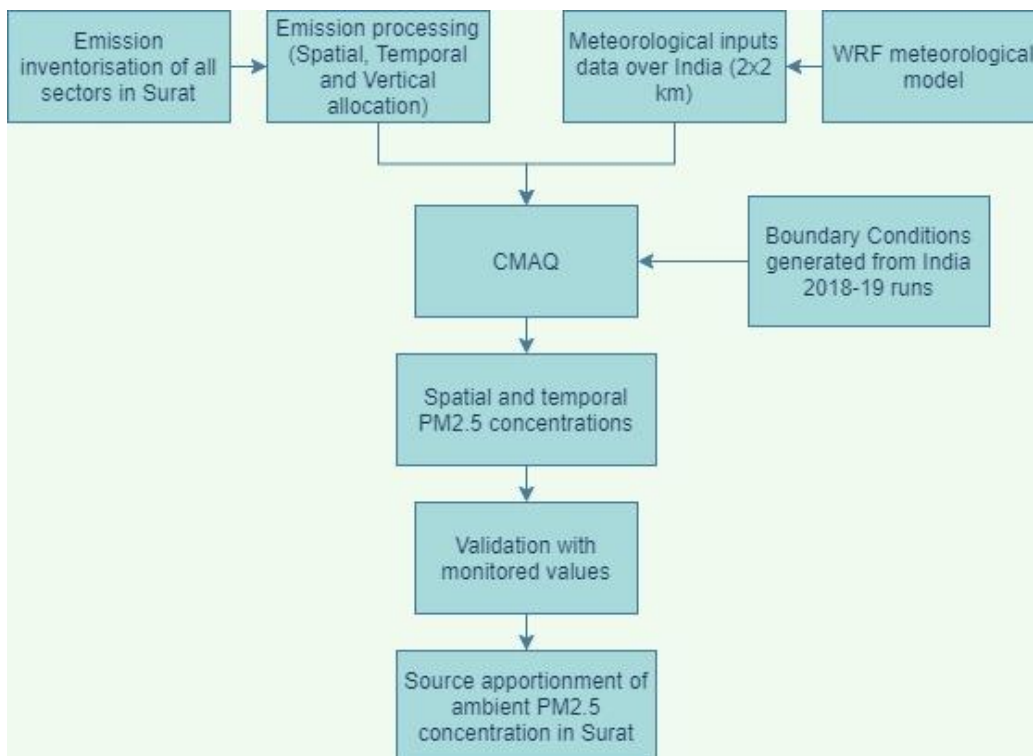 Emission
inventorisation of all
sectors in Surat
Emission processing
(Spatial, Temporal
and Vertical
allocation)
Meteorological inputs
data over India (2x2
km)
WRF meteorological
model
CMAQ
Boundary Conditions
generated from India
2018-19 runs
Spatial and temporal
PM2.5 concentrations
Validation with
monitored values
Source apportionment of
ambient PM2.5
concentration in Surat